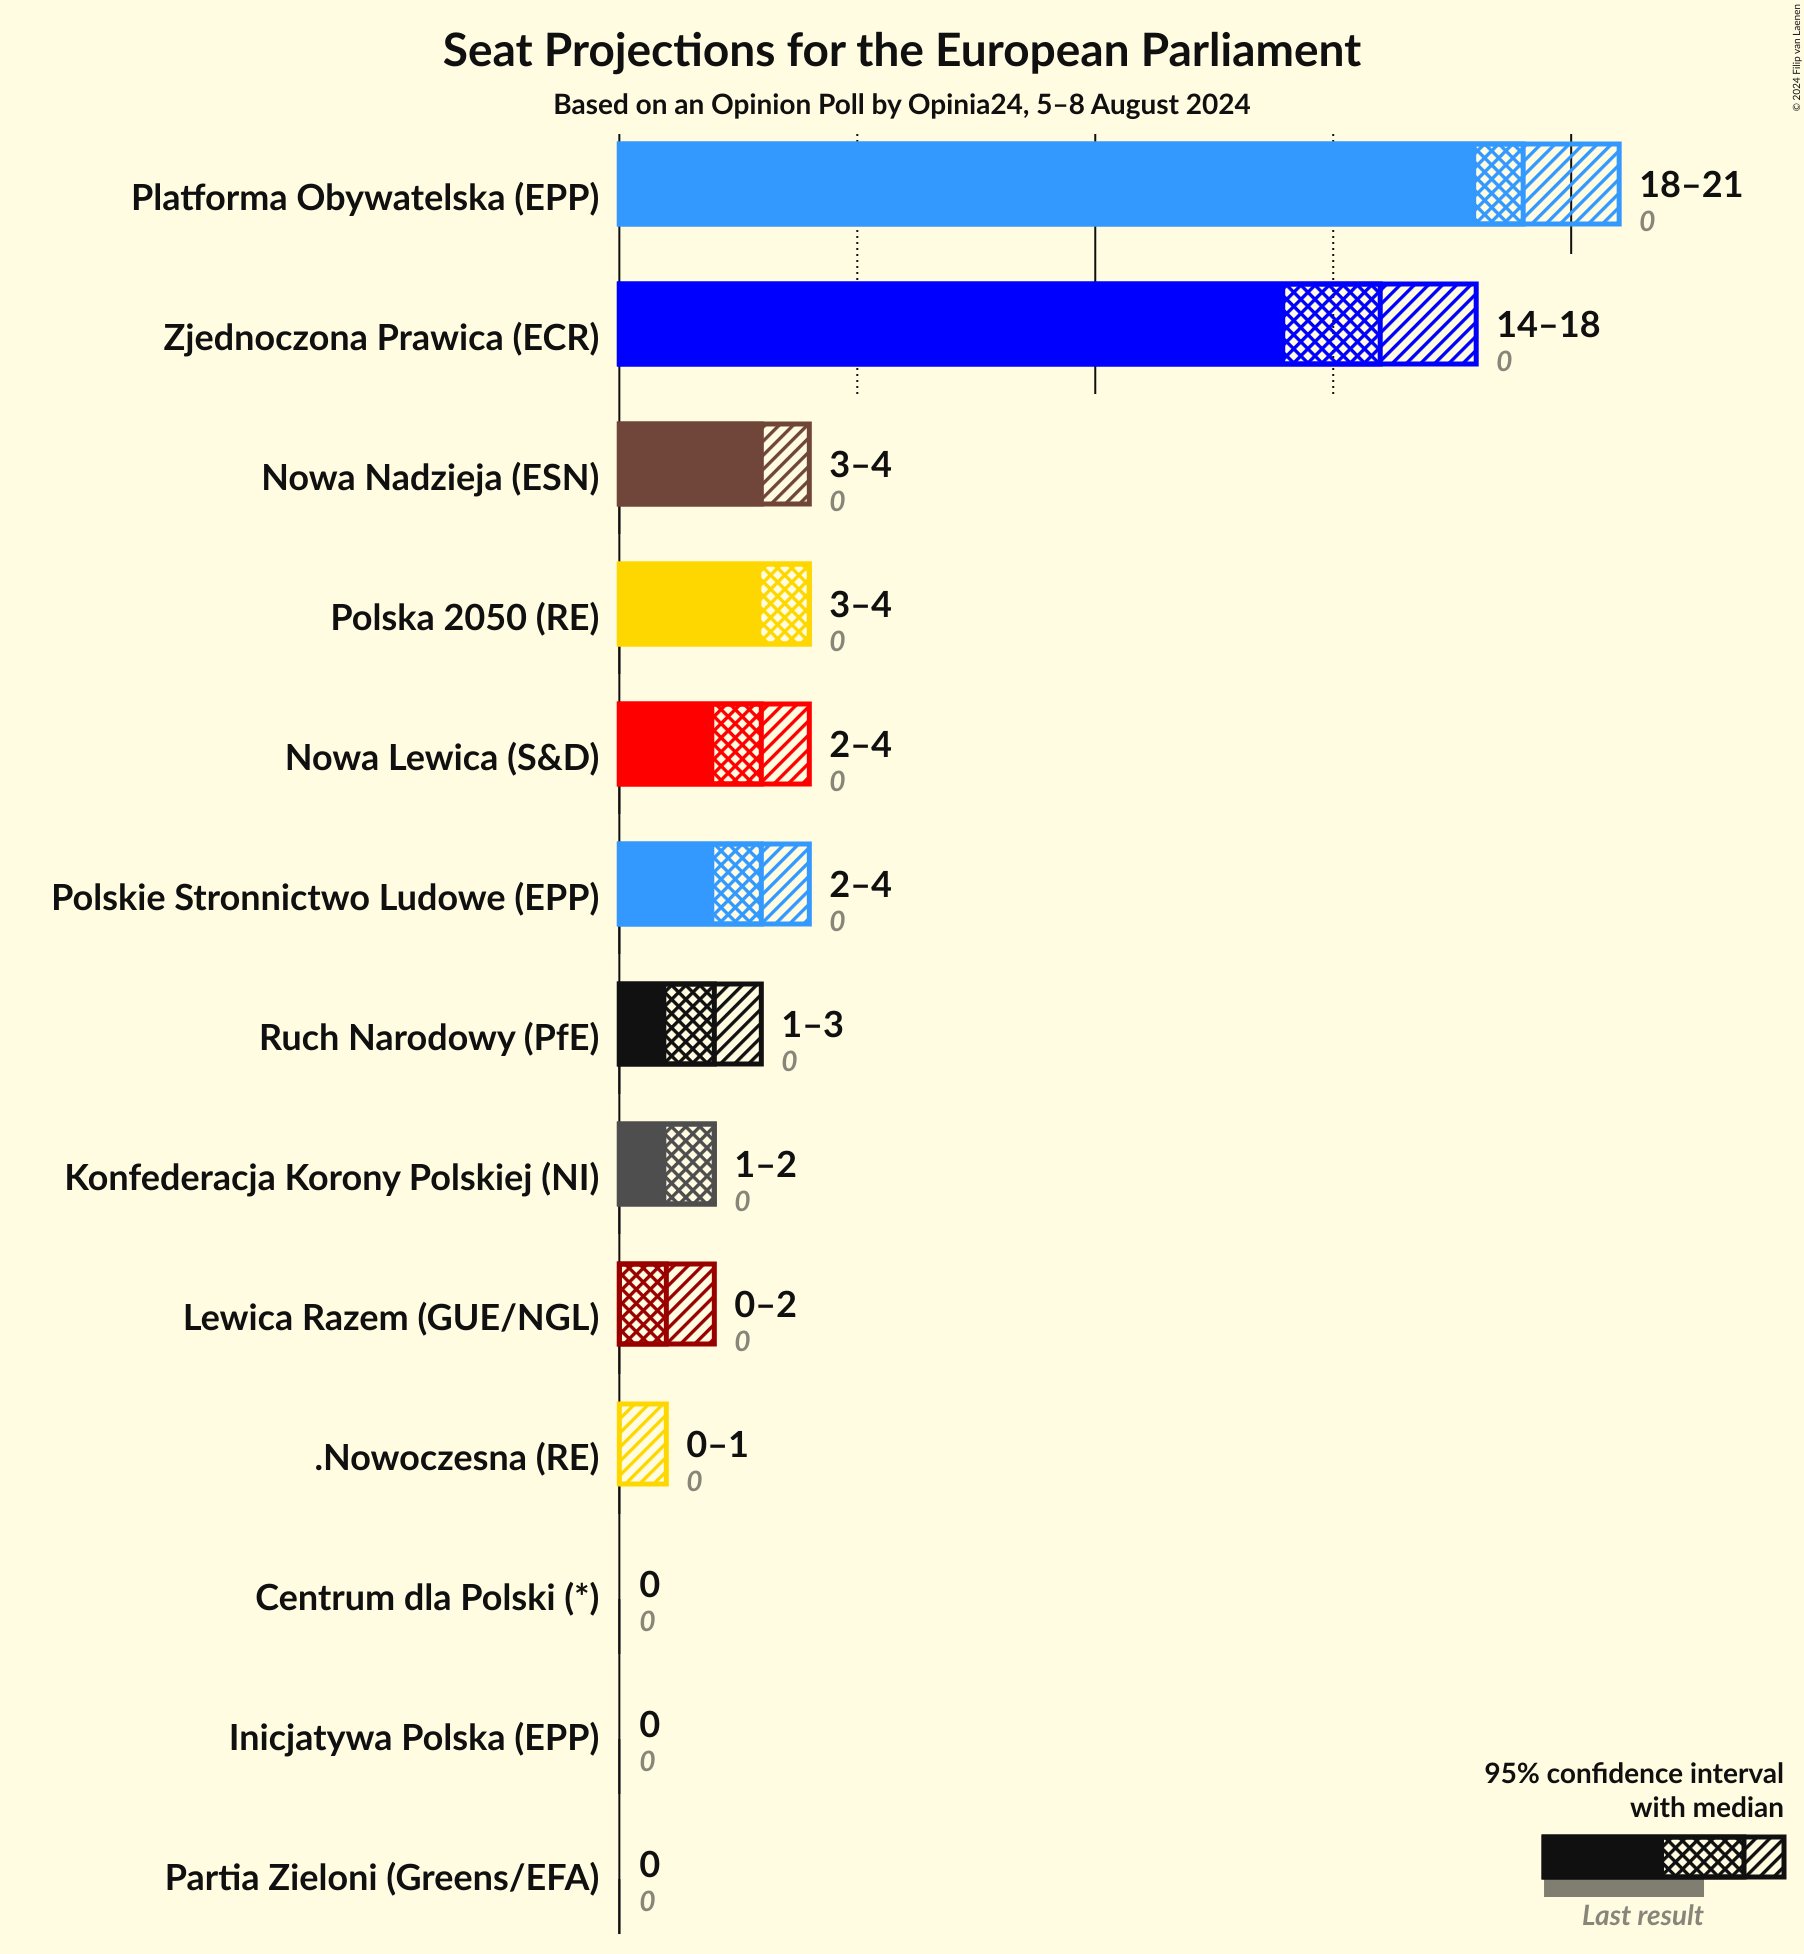 Seat Projections for the European Parliament
Based on an Opinion Poll by Opinia24, 5–8 August 2024
© 2024 Filip van Laenen
Platforma Obywatelska (EPP)
18–21
0
Zjednoczona Prawica (ECR)
14–18
0
Nowa Nadzieja (ESN)
3–4
0
Polska 2050 (RE)
3–4
0
Nowa Lewica (S&D)
2–4
0
Polskie Stronnictwo Ludowe (EPP)
2–4
0
Ruch Narodowy (PfE)
1–3
0
Konfederacja Korony Polskiej (NI)
1–2
0
Lewica Razem (GUE/NGL)
0–2
0
.Nowoczesna (RE)
0–1
0
Centrum dla Polski (*)
0
0
Inicjatywa Polska (EPP)
0
0
Partia Zieloni (Greens/EFA)
0
0
95% confidence interval
with median
Last result